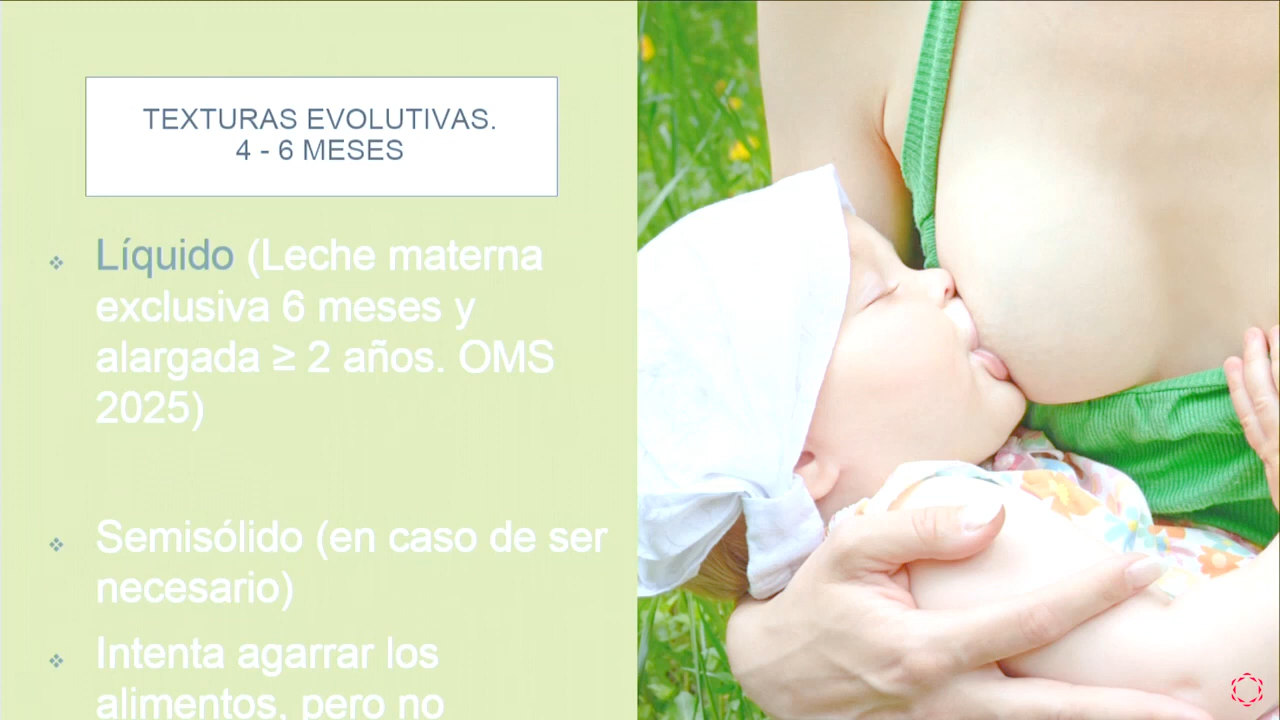 TEXTURAS EVOLUTIVAS.
4 - 6 MESES
Líquido (Leche materna
exclusiva 6 meses y
alargada ≥ 2 años. OMS
2025)
Semisólido (en caso de ser
necesario)
Intenta agarrar los
alimentos, pero no